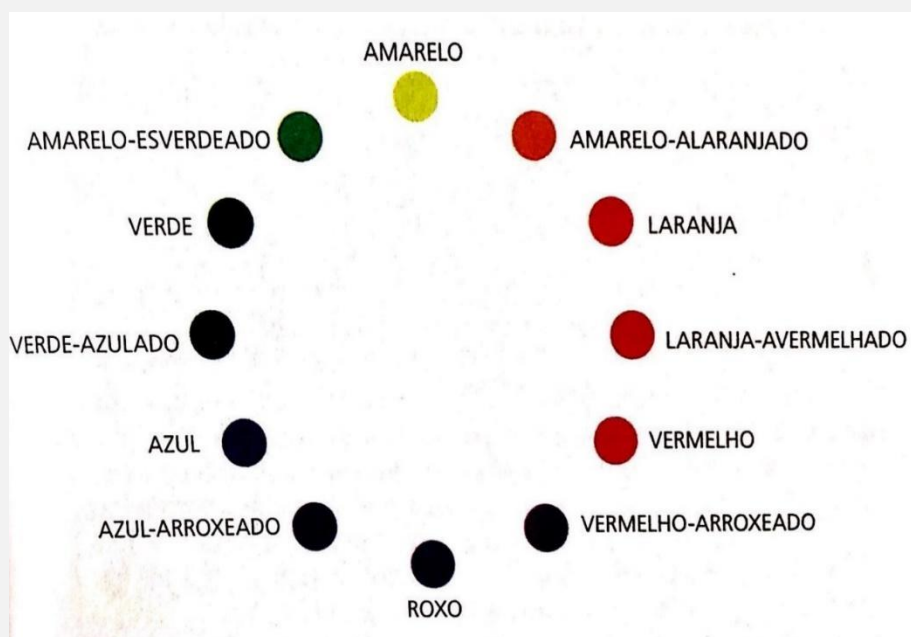 AMARELO
AMARELO-ESVERDEADO
AMARELO-ALARANJADO
VERDE
LARANJA
VERDE-AZULADO
LARANJA-AVERMELHADO
AZUL
VERMELHO
AZUL-ARROXEADO
VERMELHO-ARROXEADO
ROXO